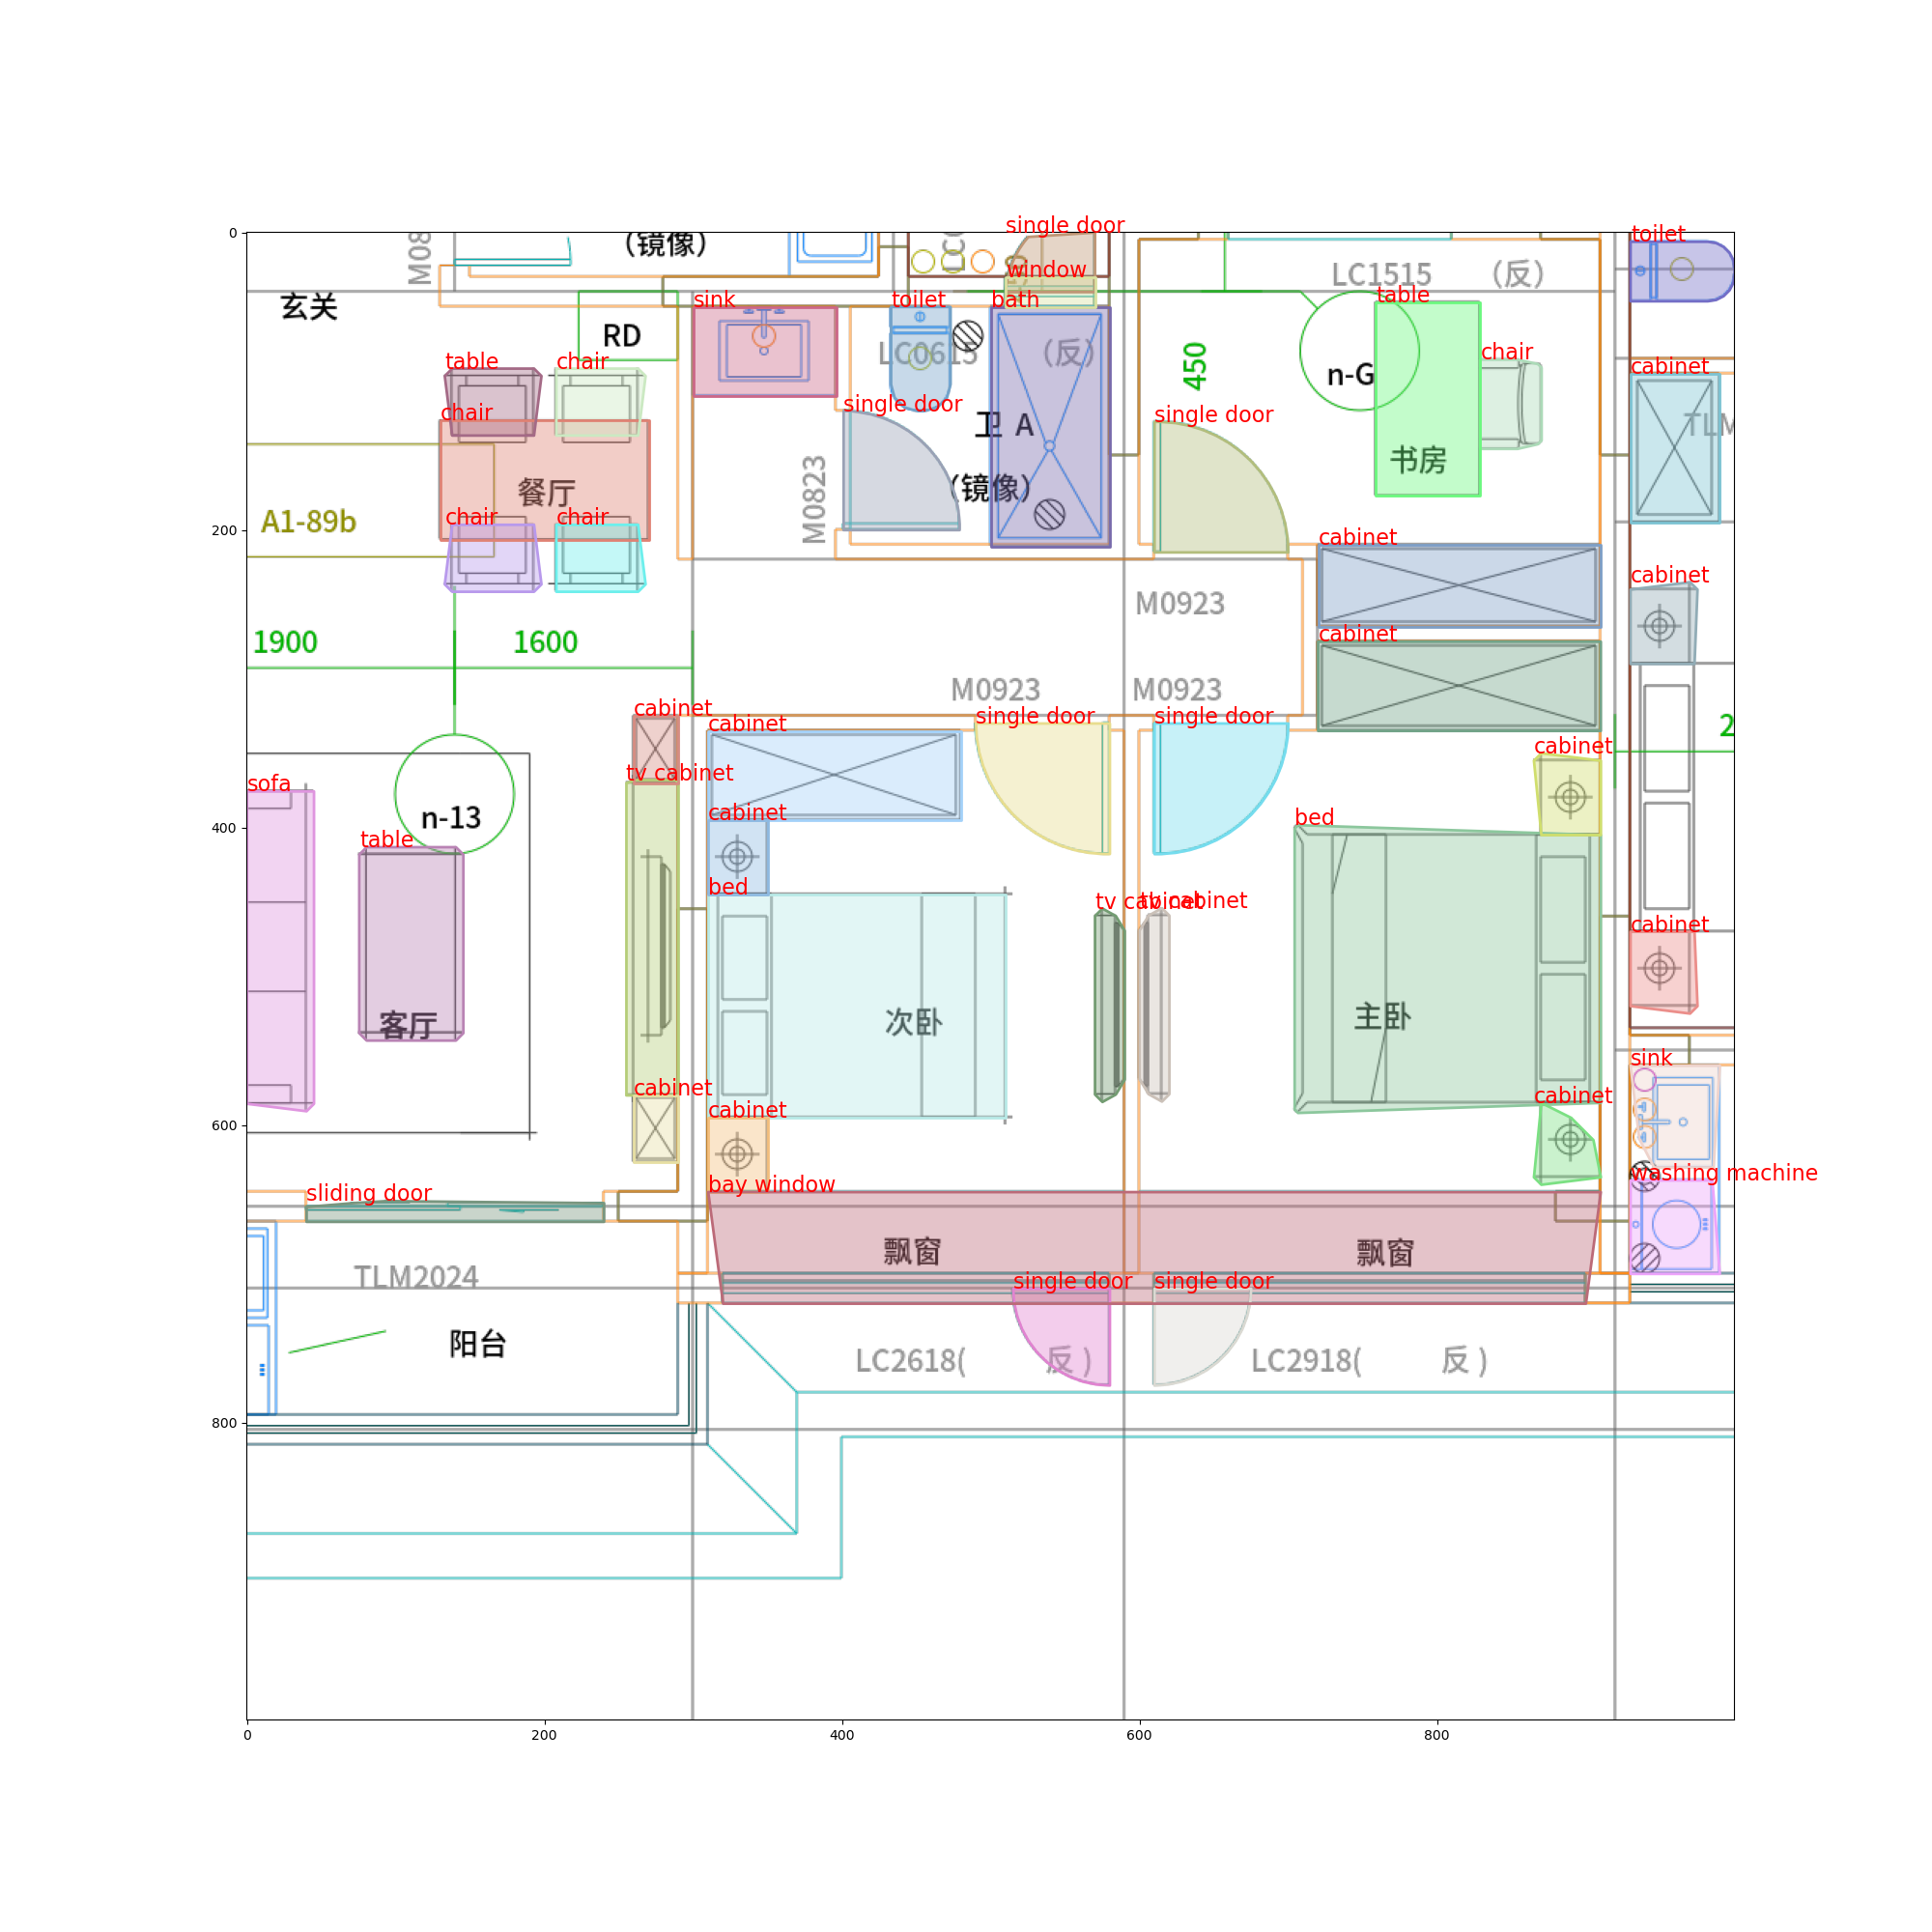 single door
0
M08
（镜像）
LC0
toilet
window
LC1515 （反）
玄关
RD
sink
toilet
bath
table
LC0615 （反）
450
n-G
chair
table
chair
cabinet
chair
single door
single door
TLM
卫 A
书房
餐厅
M0823
（镜像）
A1-89b
chair
chair
200
cabinet
cabinet
M0923
1900
1600
cabinet
M0923
M0923
cabinet
cabinet
single door
single door
2
cabinet
tv cabinet
sofa
n-13
cabinet
bed
400
table
bed
tv cabinet
tv cabinet
cabinet
客厅
次卧
主卧
sink
cabinet
cabinet
cabinet
600
washing machine
sliding door
bay window
飘窗
飘窗
TLM2024
single door
single door
阳台
LC2618( 反 )
LC2918( 反 )
800
0
200
400
600
800